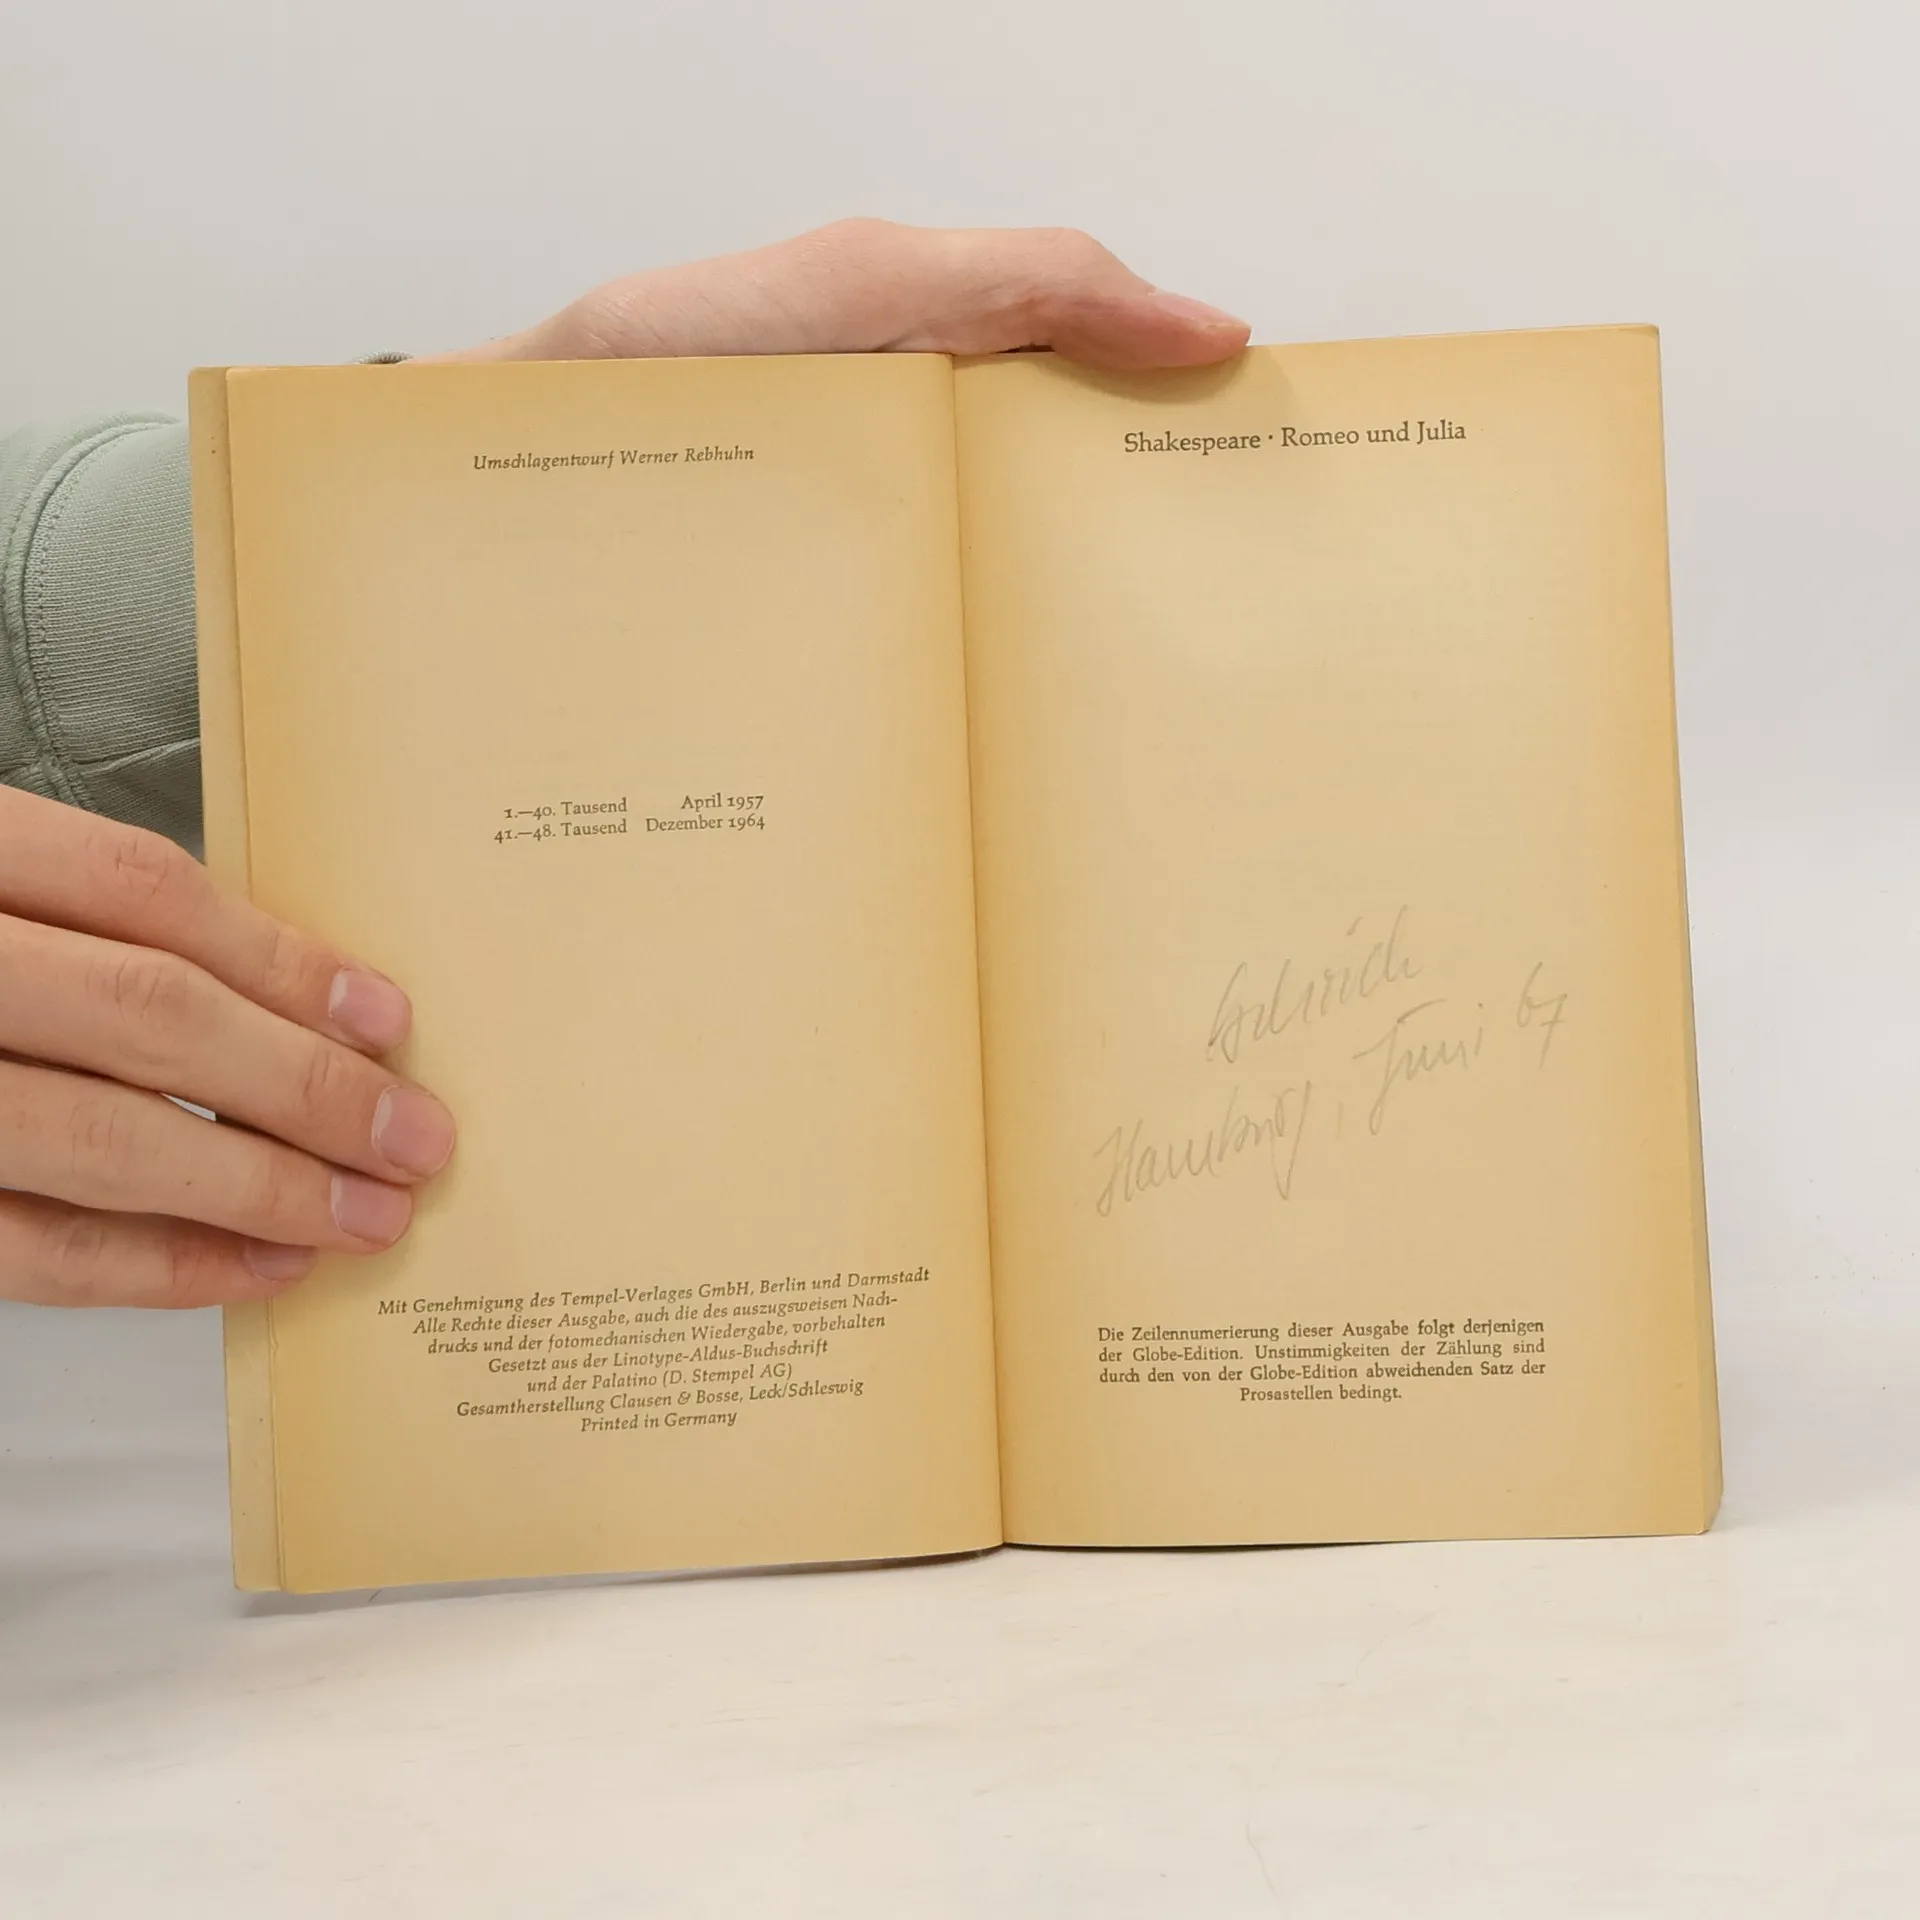 Umschlagentwurf Werner Rebhuhn
1.—40. Tausend April 1957
41.—48. Tausend Dezember 1964
Mit Genehmigung des Tempel-Verlages GmbH, Berlin und Darmstadt
Alle Rechte dieser Ausgabe, auch die des auszugsweisen Nach-
drucks und der fotomechanischen Wiedergabe, vorbehalten
Gesetzt aus der Linotype-Aldus-Buchschrift
und der Palatino (D. Stempel AG)
Gesamtherstellung Clausen & Bosse, Leck/Schleswig
Printed in Germany
Shakespeare · Romeo und Julia
Hamburg, Juni 67
Die Zeilennumerierung dieser Ausgabe folgt derjenigen
der Globe-Edition. Unstimmigkeiten der Zählung sind
durch den von der Globe-Edition abweichenden Satz der
Prosastellen bedingt.